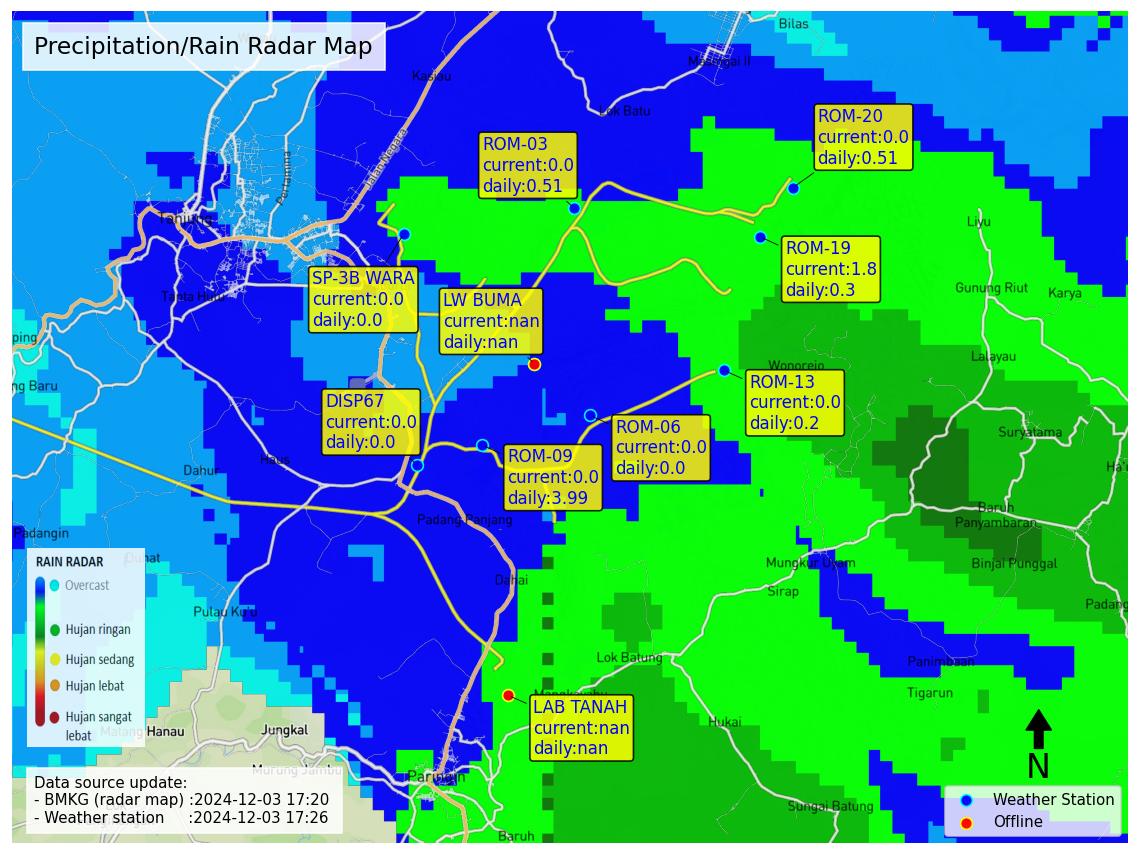 Precipitation/Rain Radar Map
Bilas
Masingai II
Kasiau
Lok Batu
ROM-20
current:0.0
daily:0.51
ROM-03
current:0.0
daily:0.51
Jalan Negara
Pertamina
Tanjung
Liyu
ROM-19
current:1.8
daily:0.3
SP-3B WARA
current:0.0
daily:0.0
LW BUMA
current:nan
daily:nan
Tanta Hulu
Gunung Riut
Karya
ping
Lalayau
Wonorejo
ng Baru
ROM-13
current:0.0
daily:0.2
DISP67
current:0.0
daily:0.0
ROM-06
current:0.0
daily:0.0
Suryatama
ROM-09
current:0.0
daily:3.99
Haus
Dahur
Ha'u
Baruh
Panyambaran
Padang Panjang
Padangin
Mungkur Uyam
Binjai Punggal
RAIN RADAR
Overcast
Hujan ringan
Hujan sedang
Hujan lebat
Hujan sangat
lebat
Dahai
Sirap
Padang
Pulau Ku'u
Lok Batung
Panimbaan
Tigarun
LAB TANAH
current:nan
daily:nan
Hukai
Jungkal
Hanau
Murung Jambu
N
Data source update:
- BMKG (radar map) :2024-12-03 17:20
- Weather station :2024-12-03 17:26
Paringin
Weather Station
Offline
Sungai Batung
Baruh